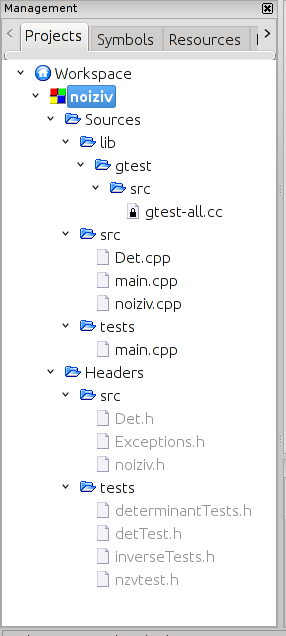 Management
Projects Symbols Resources
Workspace
noiziv
Sources
lib
gtest
src
gtest-all.cc
src
Det.cpp
main.cpp
noiziv.cpp
tests
main.cpp
Headers
src
Det.h
Exceptions.h
noiziv.h
tests
determinantTests.h
detTest.h
inverseTests.h
nzvtest.h